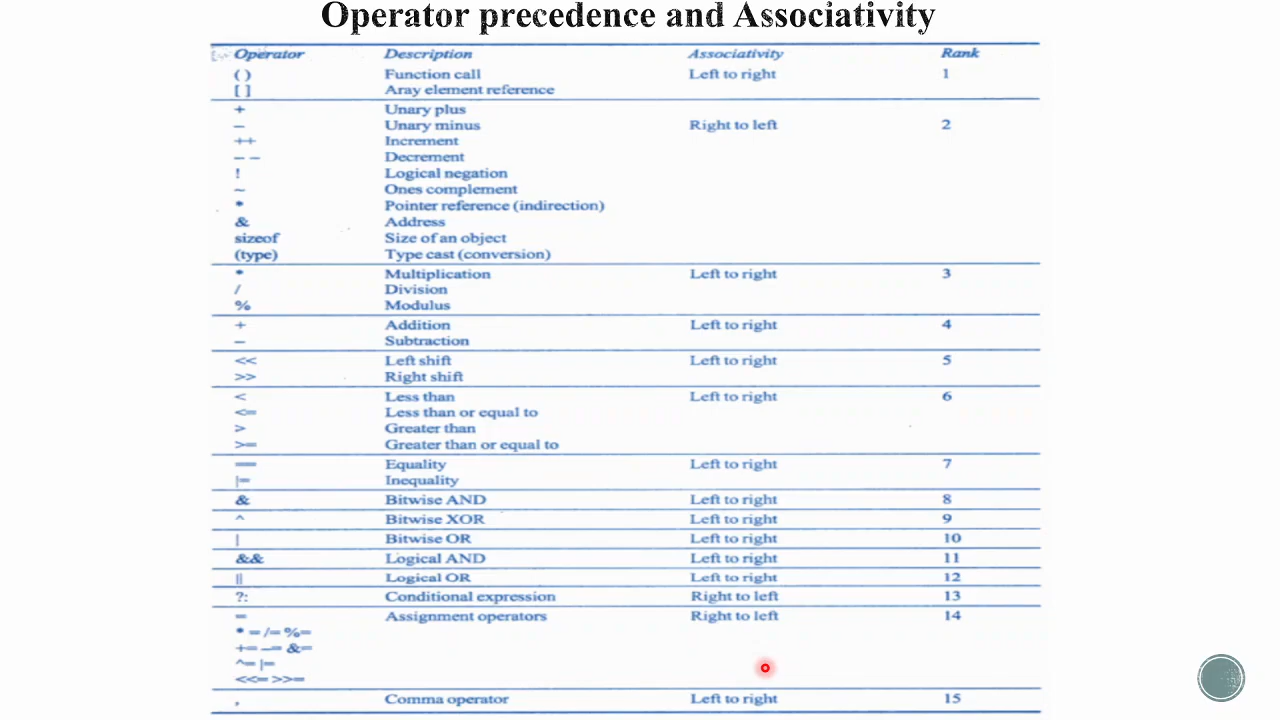 Operator precedence and Associativity
Operator Description Associativity Rank
( ) Function call Left to right 1
[ ] Aray element reference
+ Unary plus
– Unary minus Right to left 2
++ Increment
– – Decrement
! Logical negation
~ Ones complement
* Pointer reference (indirection)
& Address
sizeof Size of an object
(type) Type cast (conversion)
* Multiplication Left to right 3
/ Division
% Modulus
+ Addition Left to right 4
– Subtraction
<< Left shift Left to right 5
>> Right shift
< Less than Left to right 6
<= Less than or equal to
> Greater than
>= Greater than or equal to
== Equality Left to right 7
|= Inequality
& Bitwise AND Left to right 8
^ Bitwise XOR Left to right 9
| Bitwise OR Left to right 10
&& Logical AND Left to right 11
|| Logical OR Left to right 12
?: Conditional expression Right to left 13
= Assignment operators Right to left 14
* = /= %=
+= –= &=
^= |=
<<= >>=
, Comma operator Left to right 15